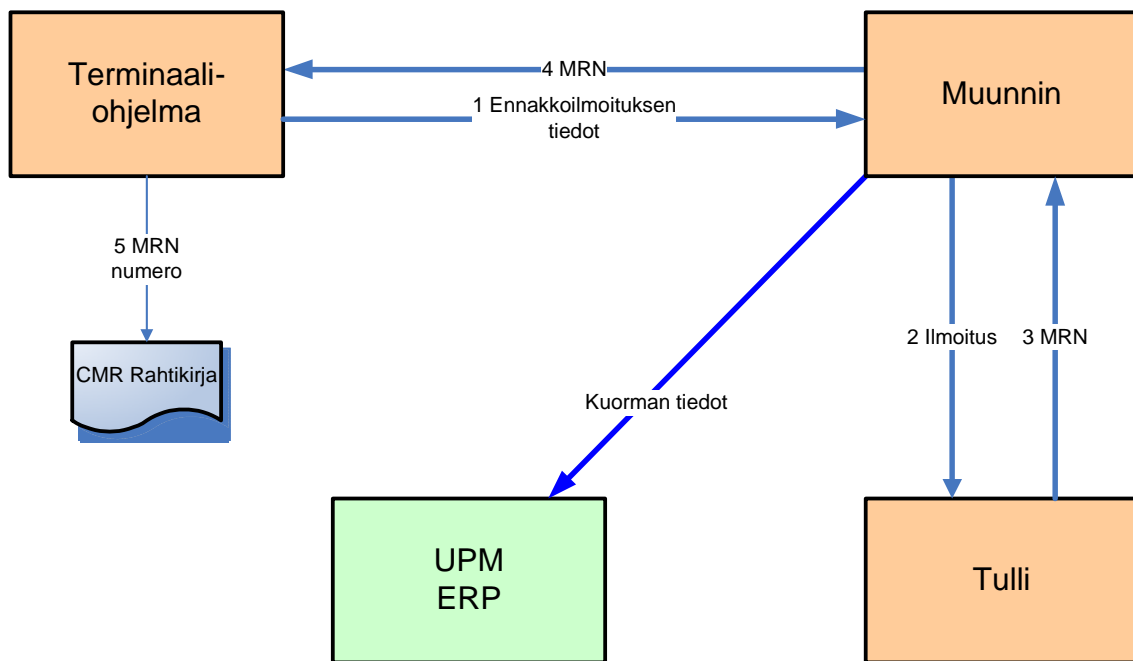 Terminaali-
ohjelma
4 MRN
1 Ennakkoilmoituksen
tiedot
Muunnin
5 MRN
numero
2 Ilmoitus
3 MRN
CMR Rahtikirja
Kuorman tiedot
UPM
ERP
Tulli